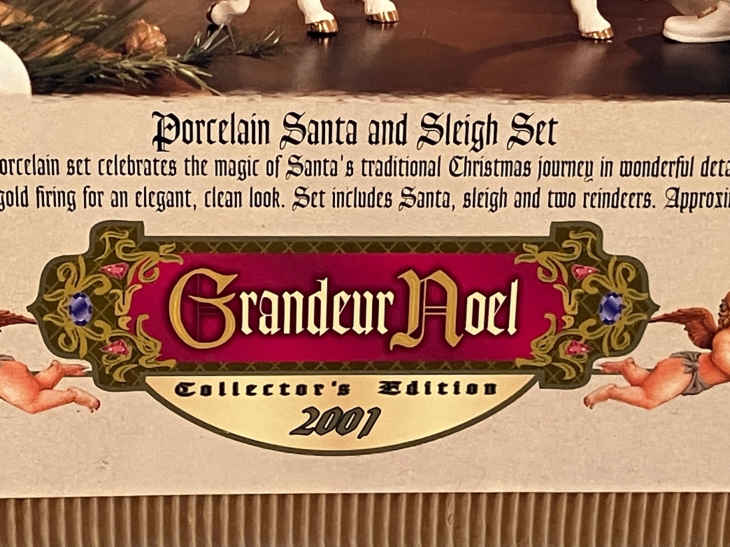 Porcelain Santa and Sleigh Set
orcelain set celebrates the magic of Santa's traditional Christmas journey in wonderful deta
gold firing for an elegant, clean look. Set includes Santa, sleigh and two reindeers. Approxi
Grandeur Noel
Collector's Edition
2001